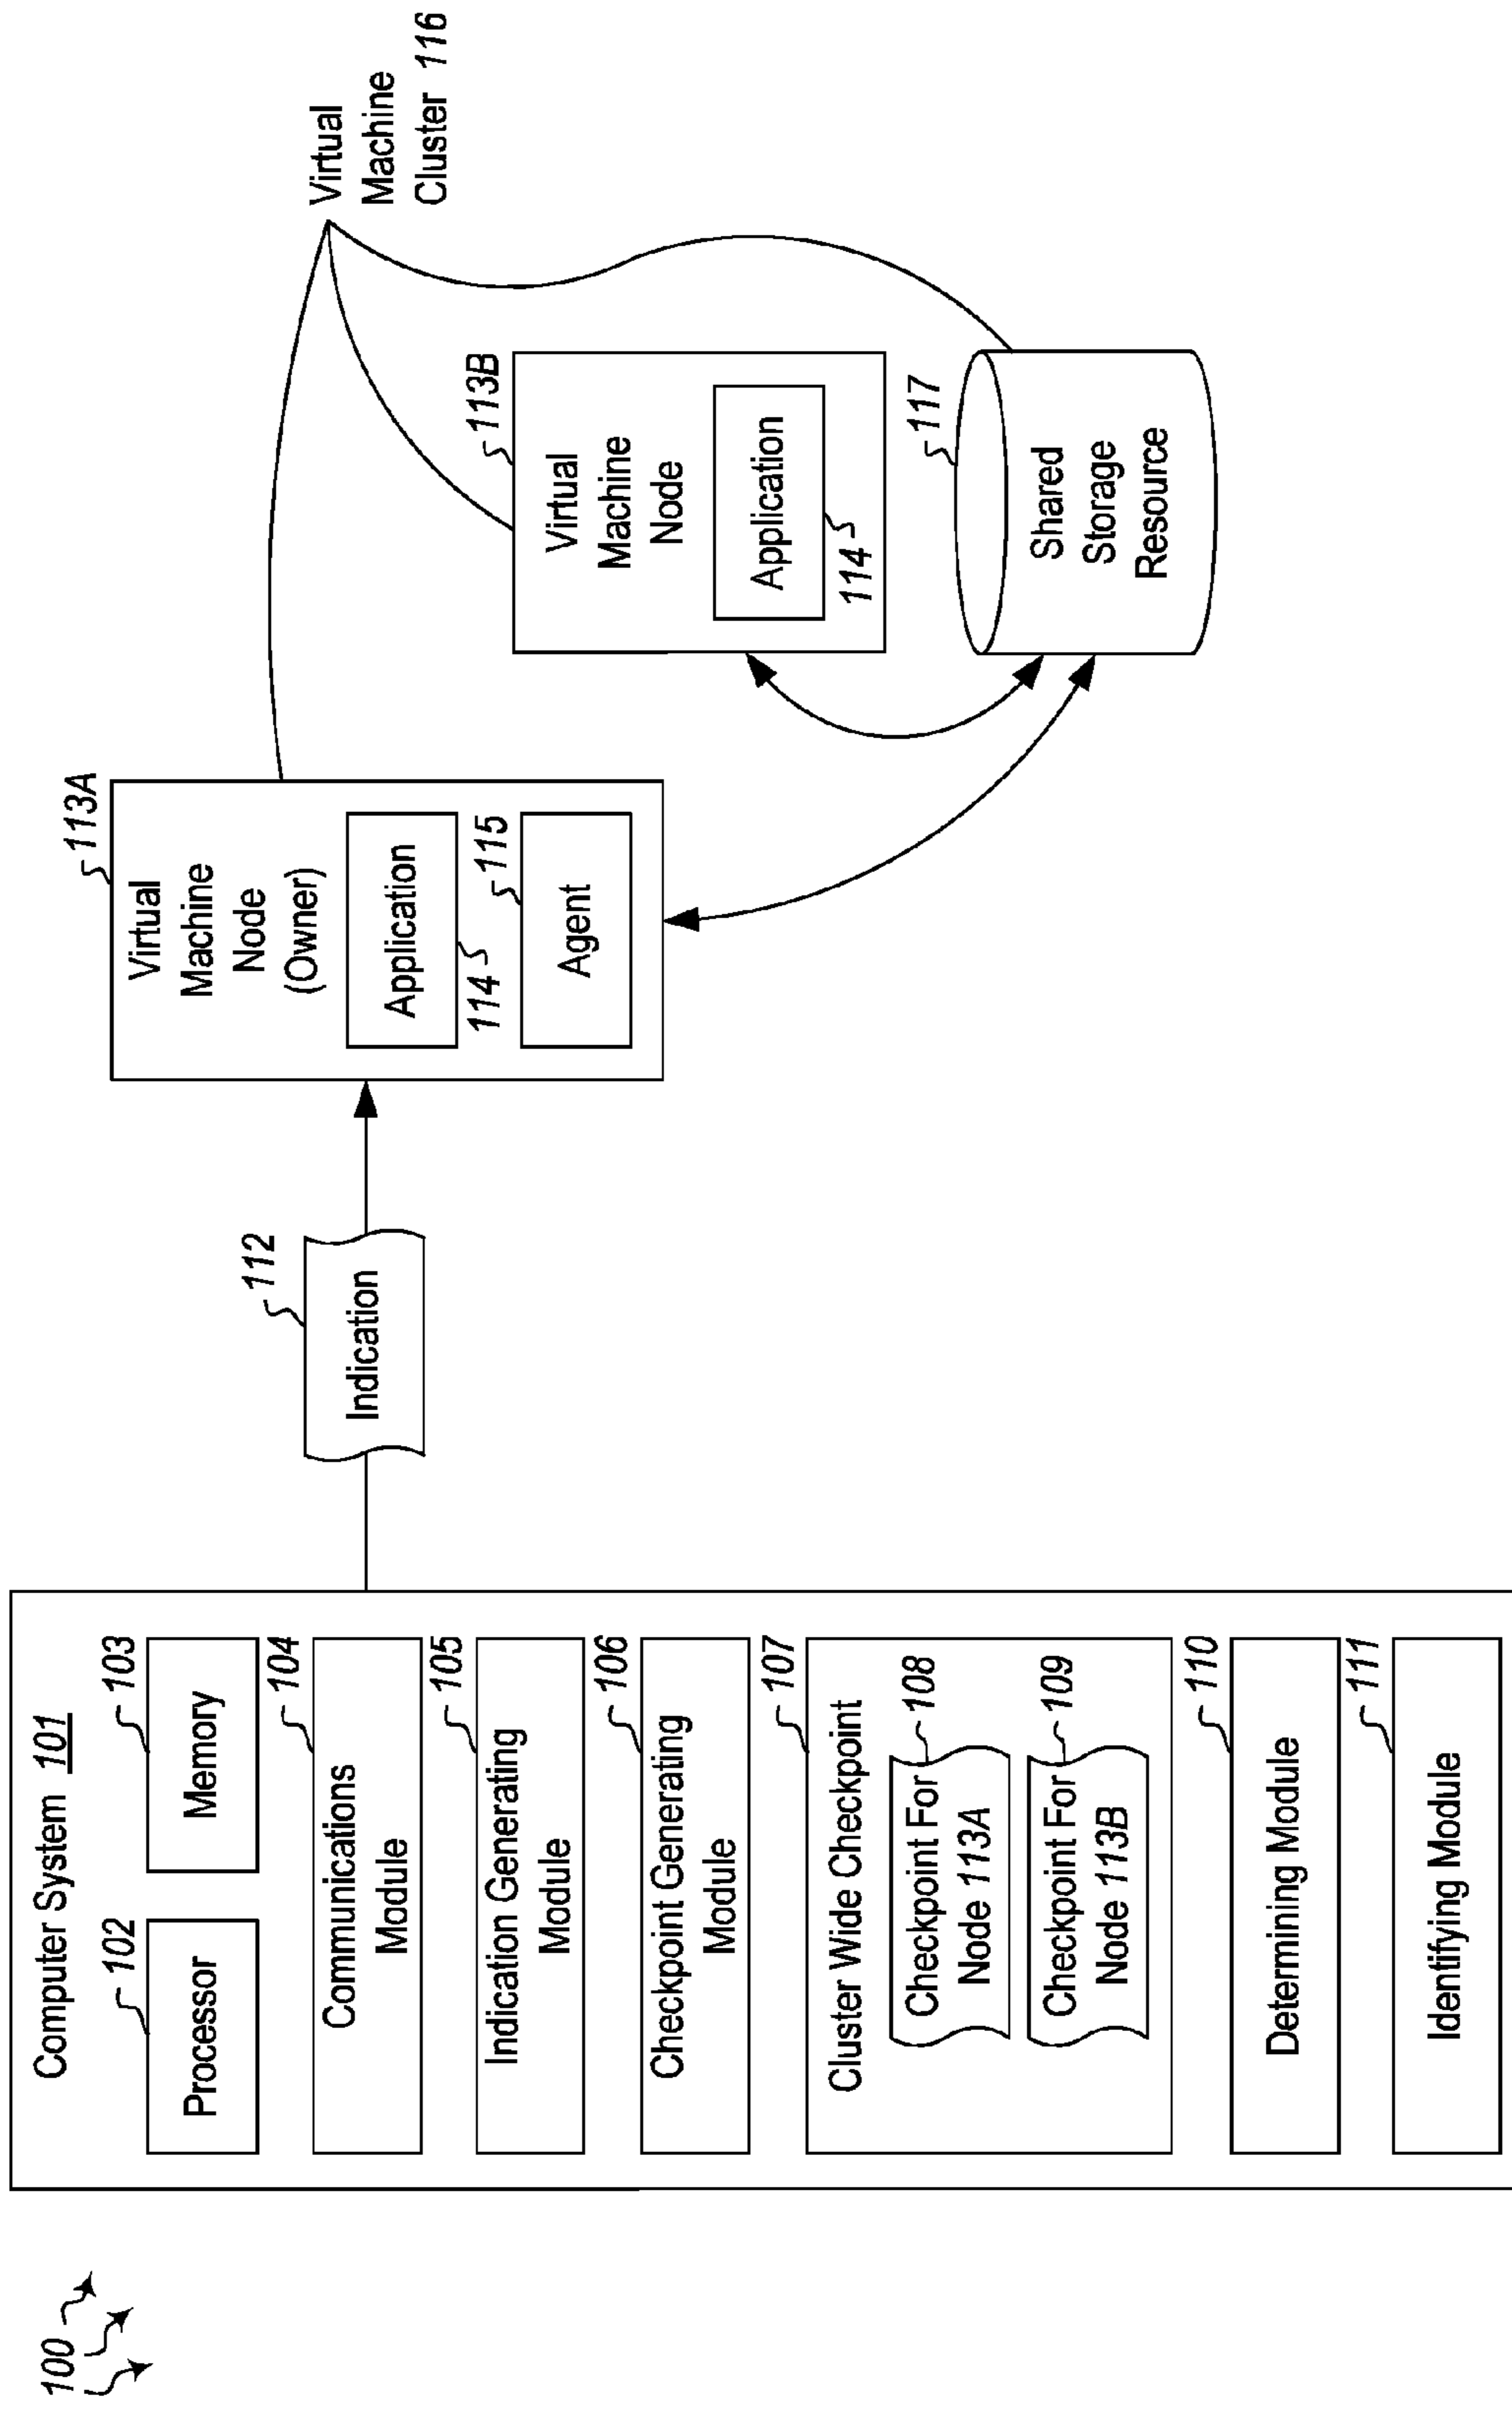 100
Computer System 101
102
103
Processor
Memory
104
Communications
Module
105
Indication Generating
Module
106
Checkpoint Generating
Module
107
Cluster Wide Checkpoint
108
Checkpoint For
Node 113A
109
Checkpoint For
Node 113B
110
Determining Module
111
Identifying Module
112
Indication
113A
Virtual
Machine
Node
(Owner)
Application
114
115
Agent
Virtual
Machine
Cluster 116
113B
Virtual
Machine
Node
Application
114
117
Shared
Storage
Resource